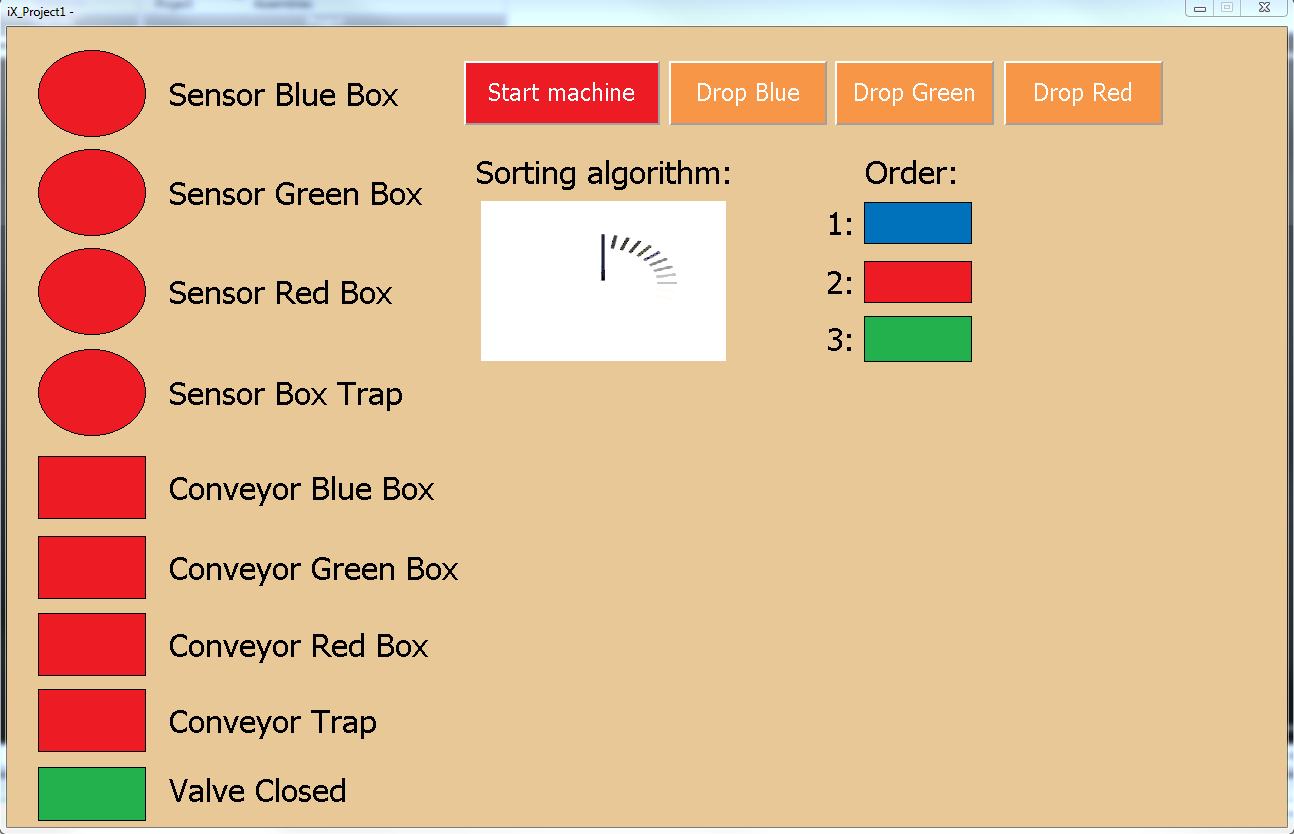 iX_Project1 -
Sensor Blue Box
Start machine
Drop Blue
Drop Green
Drop Red
Sensor Green Box
Sorting algorithm:
Order:
1:
2:
3:
Sensor Red Box
Sensor Box Trap
Conveyor Blue Box
Conveyor Green Box
Conveyor Red Box
Conveyor Trap
Valve Closed